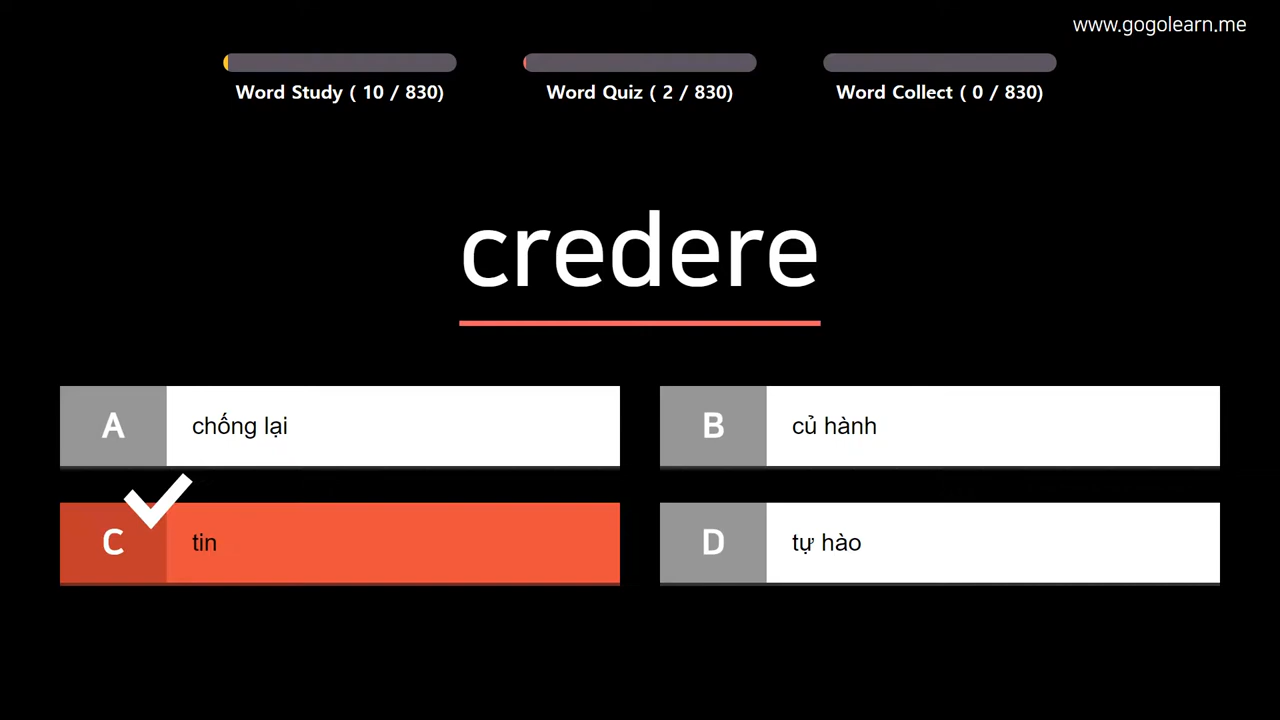 www.gogolearn.me
Word Study ( 10 / 830)
Word Quiz ( 2 / 830)
Word Collect ( 0 / 830)
credere
A chống lại
B củ hành
C tin
D tự hào